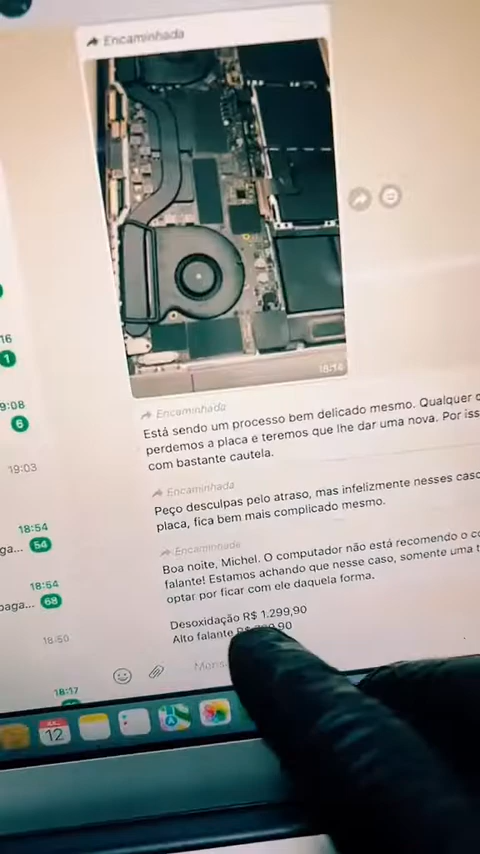 Encaminhada
18:14
16
1
9:08
6
19:03
Encaminhada
Está sendo um processo bem delicado mesmo. Qualquer
perdemos a placa e teremos que lhe dar uma nova. Por
com bastante cautela.
Encaminhada
Peço desculpas pelo atraso, mas infelizmente nesses
placa, fica bem mais complicado mesmo.
18:54
ga... 54
Encaminhada
Boa noite, Michel. O computador não está recomendo o
falante! Estamos achando que nesse caso, somente uma
optar por ficar com ele daquela forma.
18:54
paga... 68
Desoxidação R$ 1.299,90
Alto falante
18:50
18:17
12